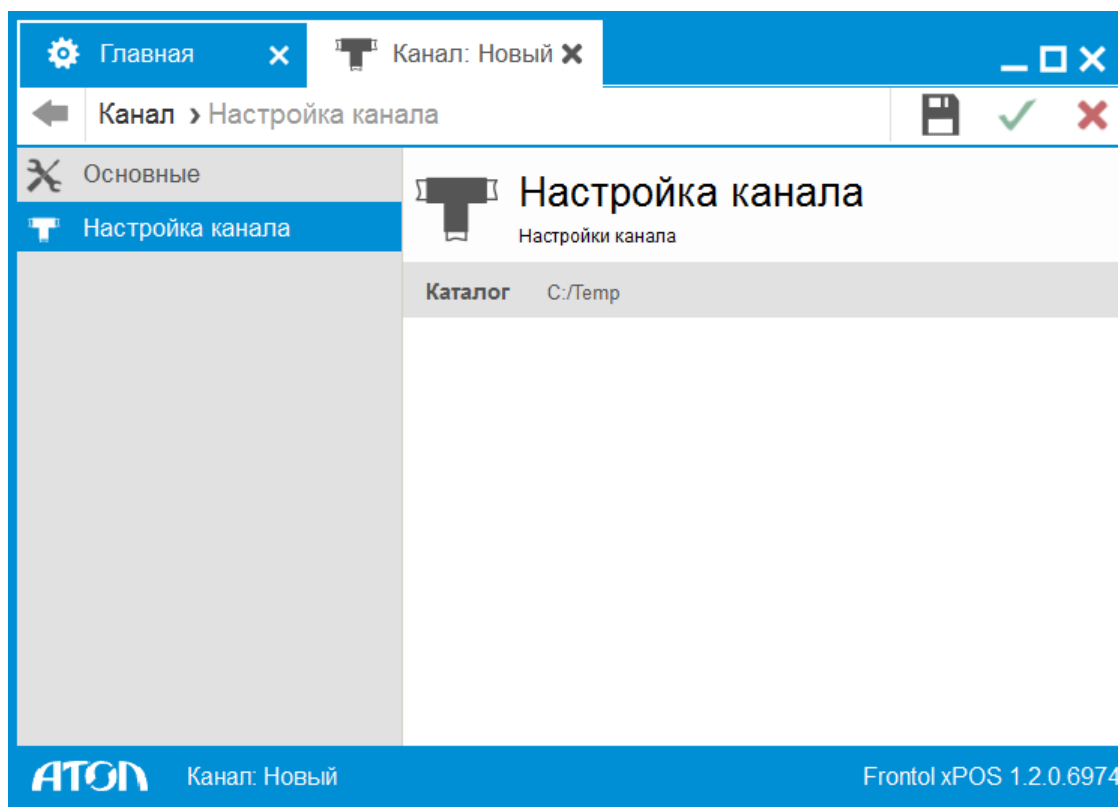 Главная
Канал: Новый
Канал › Настройка канала
Основные
Настройка канала
Настройка канала
Настройки канала
Каталог C:/Temp
АТОЛ Канал: Новый Frontol xPOS 1.2.0.6974